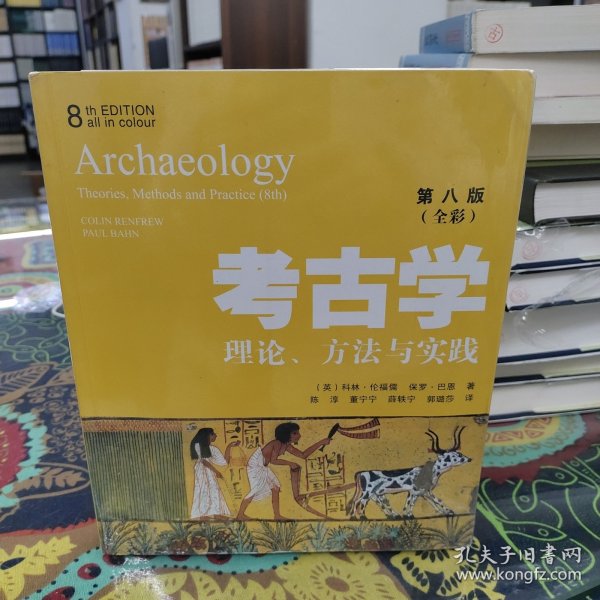 8th EDITION
all in colour
Archaeology
Theories, Methods and Practice (8th)
COLIN RENFREW
PAUL BAHN
第八版
（全彩）
考古学
理论、方法与实践
（英）科林·伦福儒 保罗·巴恩 著
陈淳 董宁宁 薛轶宁 郭璐莎 译
孔夫子旧书网
www.kongfz.com